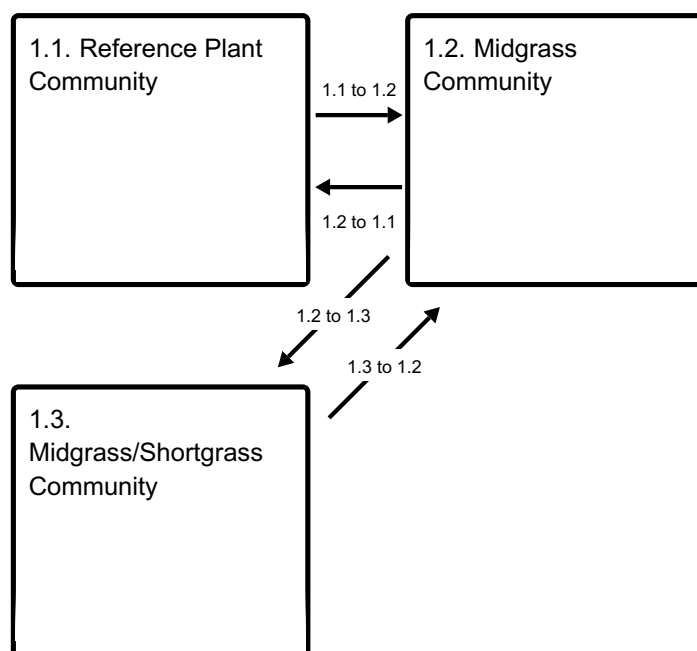 1.1. Reference Plant
Community
1.2. Midgrass
Community
1.1 to 1.2
1.2 to 1.1
1.2 to 1.3
1.3 to 1.2
1.3.
Midgrass/Shortgrass
Community